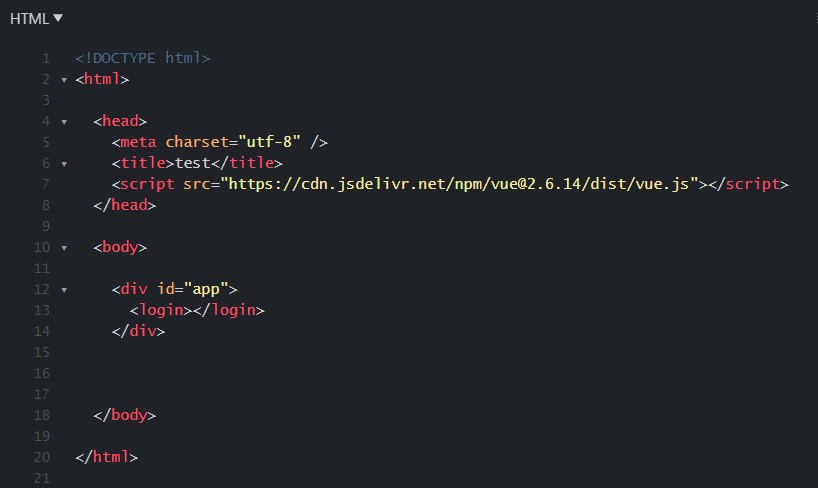 HTML
1 <!DOCTYPE html>
2 <html>
3
4 <head>
5 <meta charset="utf-8" />
6 <title>test</title>
7 <script src="https://cdn.jsdelivr.net/npm/vue@2.6.14/dist/vue.js"></script>
8 </head>
9
10 <body>
11
12 <div id="app">
13 <login></login>
14 </div>
15
16
17
18 </body>
19
20 </html>
21